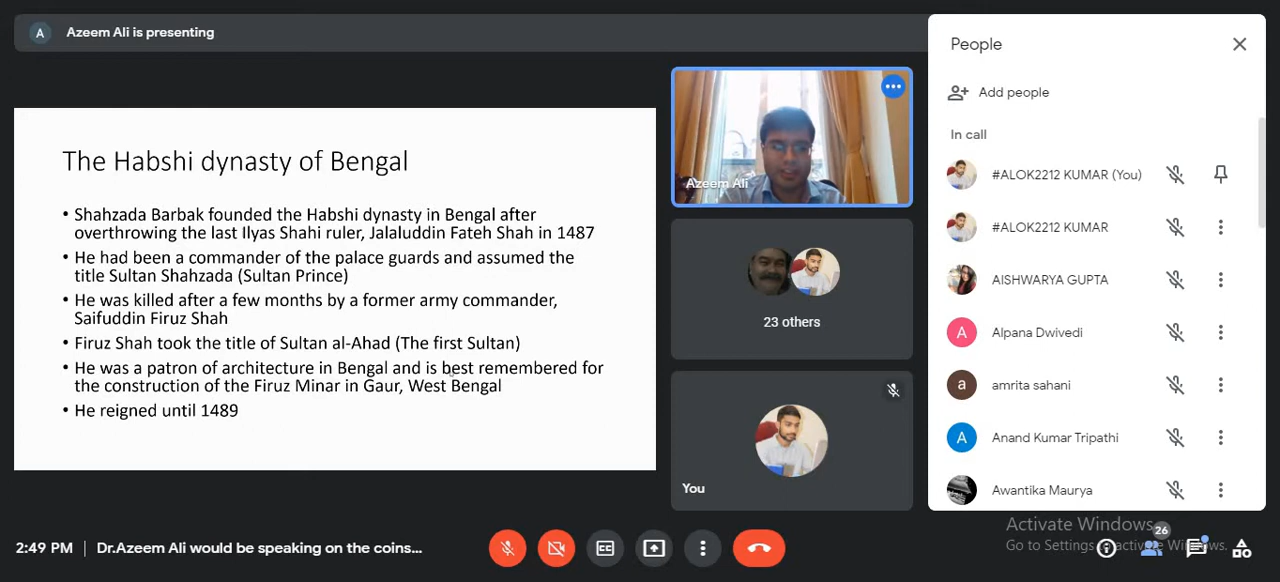 A
Azeem Ali is presenting
The Habshi dynasty of Bengal
• Shahzada Barbak founded the Habshi dynasty in Bengal after
overthrowing the last Ilyas Shahi ruler, Jalaluddin Fateh Shah in 1487
• He had been a commander of the palace guards and assumed the
title Sultan Shahzada (Sultan Prince)
• He was killed after a few months by a former army commander,
Saifuddin Firuz Shah
• Firuz Shah took the title of Sultan al-Ahad (The first Sultan)
• He was a patron of architecture in Bengal and is best remembered for
the construction of the Firuz Minar in Gaur, West Bengal
• He reigned until 1489
Azeem Ali
23 others
You
People
Add people
In call
#ALOK2212 KUMAR (You)
#ALOK2212 KUMAR
AISHWARYA GUPTA
A
Alpana Dwivedi
a
amrita sahani
A
Anand Kumar Tripathi
Awantika Maurya
Activate Windows
Go to Settings to activate Windows.
26
2:49 PM | Dr.Azeem Ali would be speaking on the coins...
CC